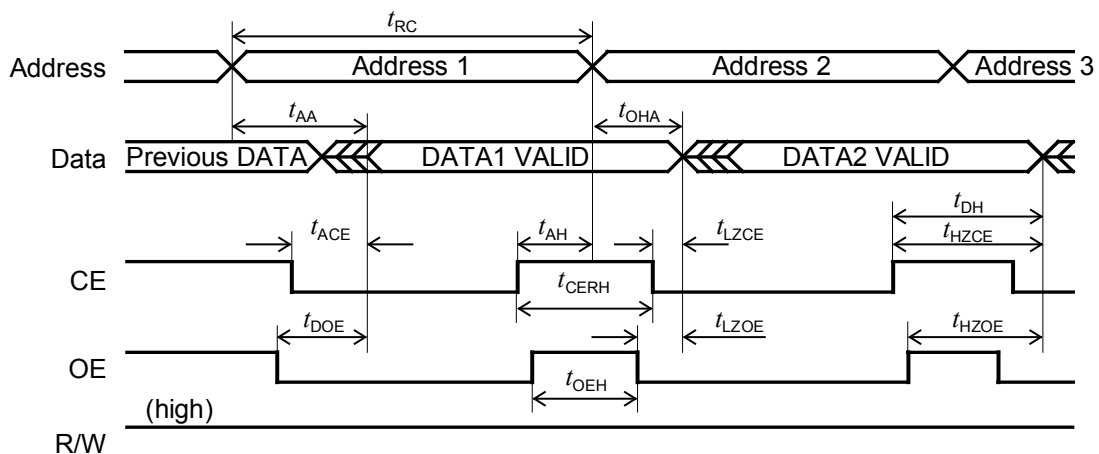 tRC
Address
Address 1
Address 2
Address 3
tAA
tOHA
Data
Previous DATA
DATA1 VALID
DATA2 VALID
tDH
tACE
tAH
tLZCE
tHZCE
CE
tCERH
tDOE
tLZOE
tHZOE
OE
tOEH
(high)
R/W